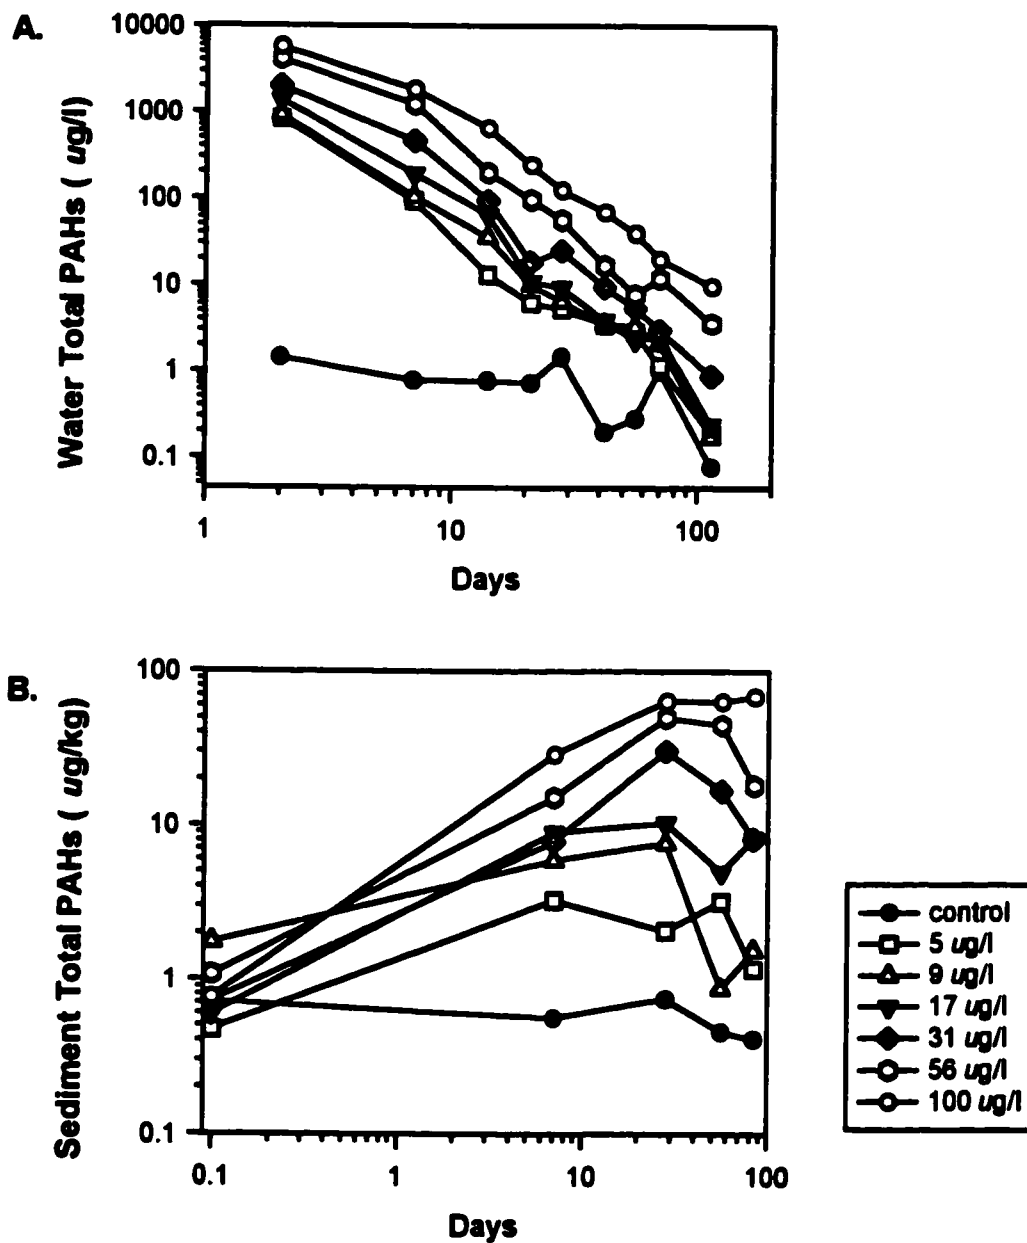 A.
Water Total PAHs ( ug/l)
10000
1000
100
10
1
0.1
1
10
100
Days
B.
Sediment Total PAHs ( ug/kg)
100
10
1
0.1
0.1
1
10
100
Days
control
5 ug/l
9 ug/l
17 ug/l
31 ug/l
56 ug/l
100 ug/l